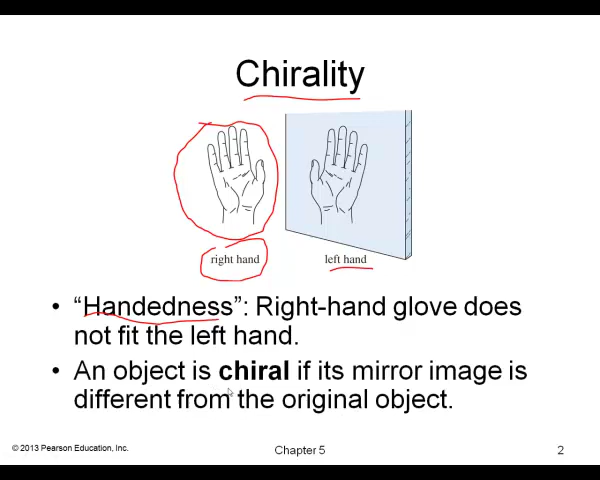 Chirality
right hand
left hand
• “Handedness”: Right-hand glove does
not fit the left hand.
• An object is chiral if its mirror image is
different from the original object.
© 2013 Pearson Education, Inc.
Chapter 5
2